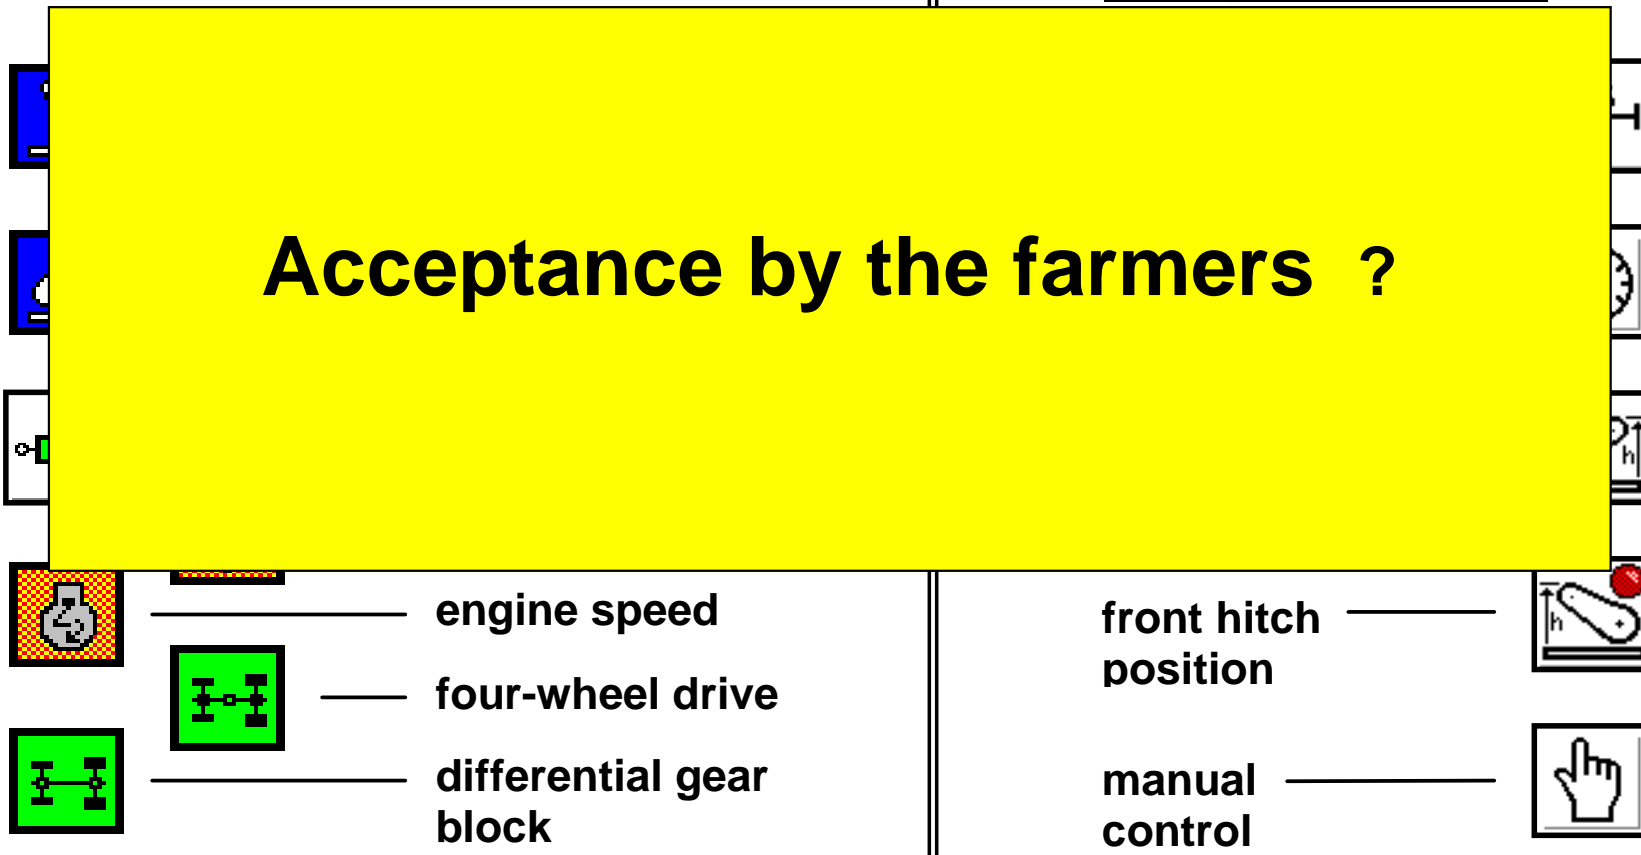 Acceptance by the farmers ?
h
engine speed
four-wheel drive
differential gear
block
front hitch
position
h
manual
control